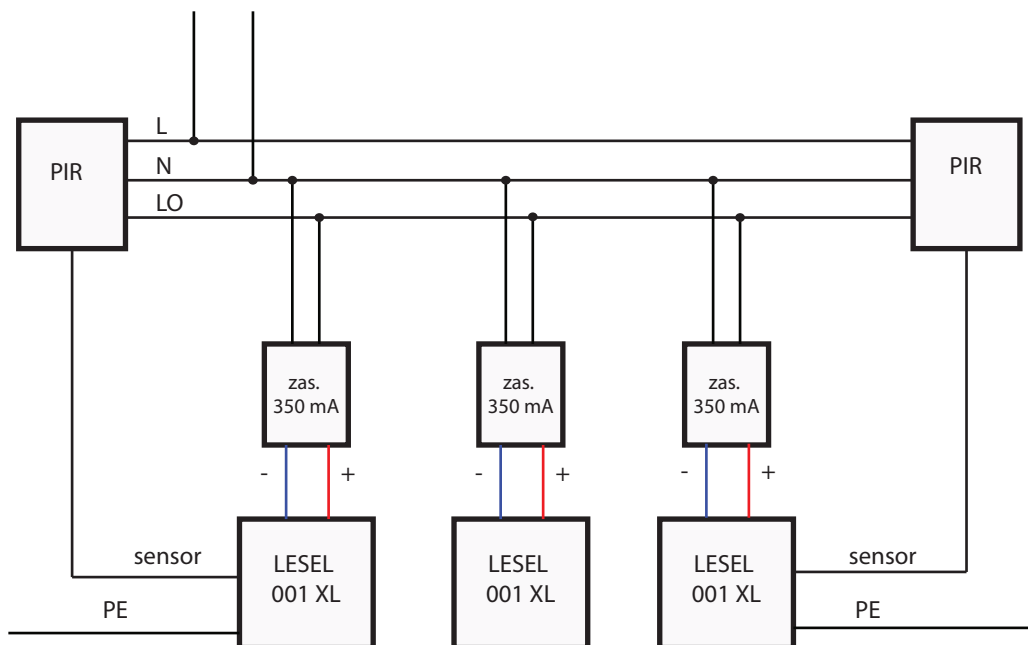 L
PIR
N
PIR
LO
zas.
350 mA
zas.
350 mA
zas.
350 mA
- +
- +
- +
sensor
LESEL
001 XL
LESEL
001 XL
LESEL
001 XL
sensor
PE
PE